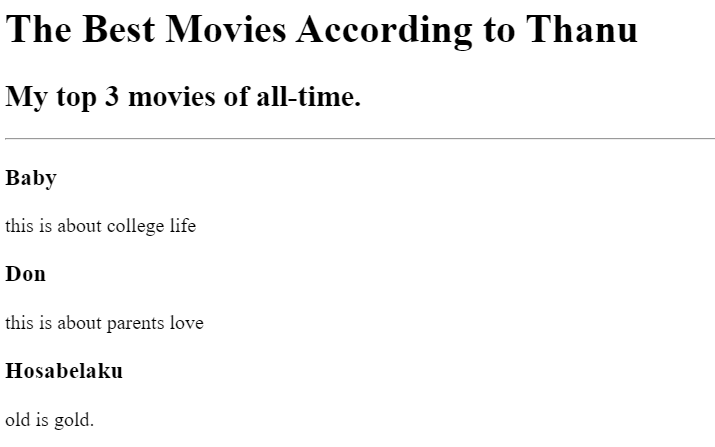 The Best Movies According to Thanu
My top 3 movies of all-time.
Baby
this is about college life
Don
this is about parents love
Hosabelaku
old is gold.